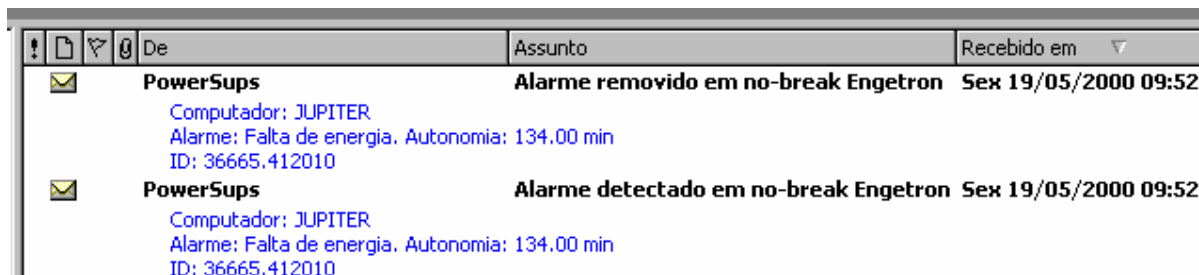 ! De Assunto Recebido em
PowerSups Alarme removido em no-break Engetron Sex 19/05/2000 09:52
Computador: JUPITER
Alarme: Falta de energia. Autonomia: 134.00 min
ID: 36665.412010
PowerSups Alarme detectado em no-break Engetron Sex 19/05/2000 09:52
Computador: JUPITER
Alarme: Falta de energia. Autonomia: 134.00 min
ID: 36665.412010